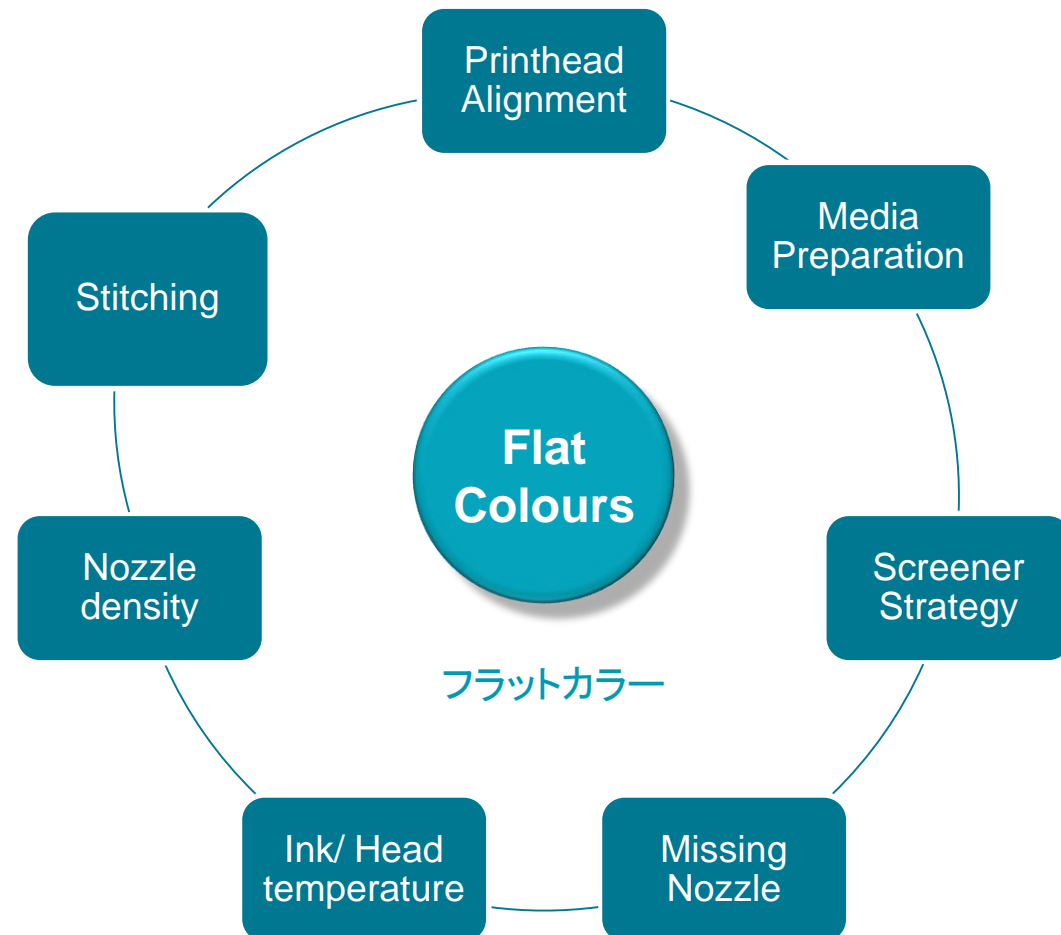 Printhead
Alignment
Media
Preparation
Stitching
Flat
Colours
Nozzle
density
Screener
Strategy
フラットカラー
Ink/ Head
temperature
Missing
Nozzle